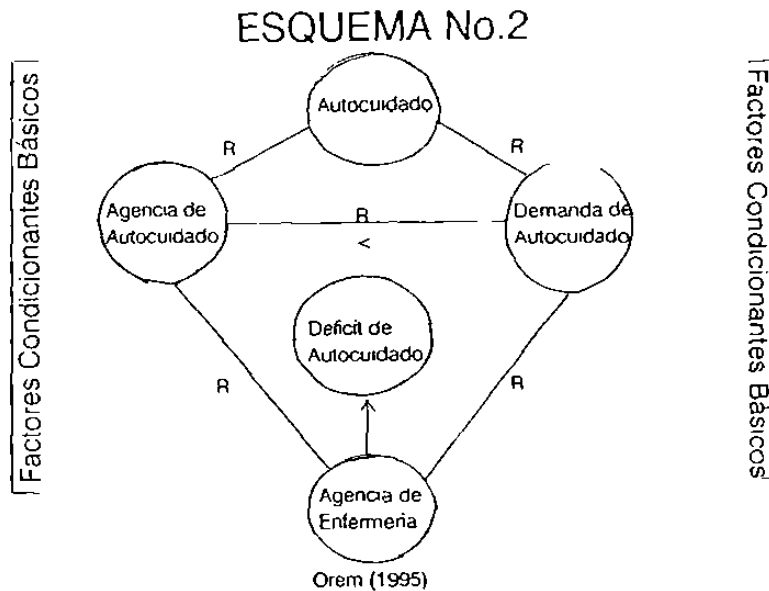 ESQUEMA No.2
Factores Condicionantes Básicos
Factores Condicionantes Básicos
Autocuidado
R
R
Agencia de
Autocuidado
R
<
Demanda de
Autocuidado
Deficit de
Autocuidado
R
R
Agencia de
Enfermeria
Orem (1995)